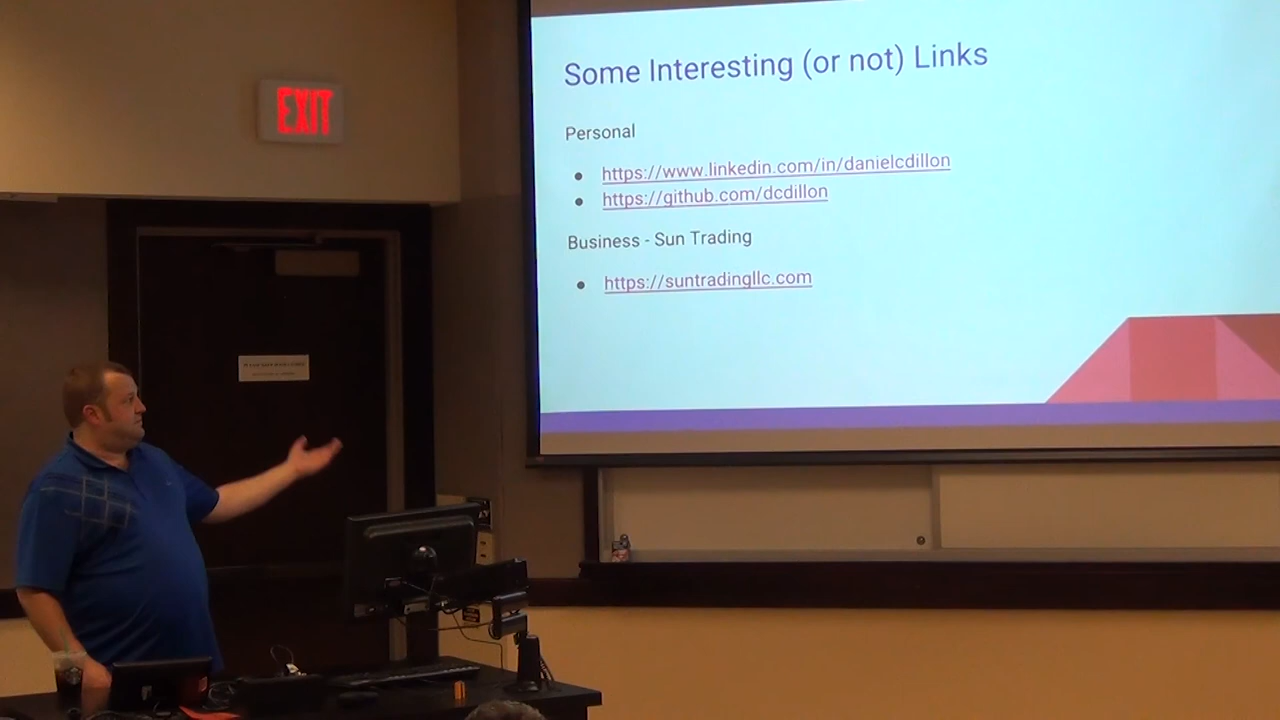 EXIT
Some Interesting (or not) Links
Personal
https://www.linkedin.com/in/danielcdillon
https://github.com/dcdillon
Business - Sun Trading
https://suntradingllc.com